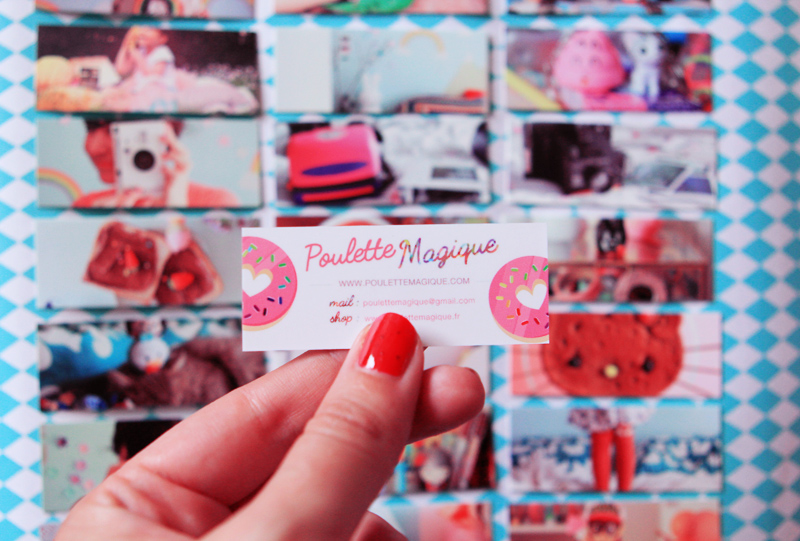 Poulette Magique
WWW.POULETTEMAGIQUE.COM
mail : poulettemagique@gmail.com
shop :